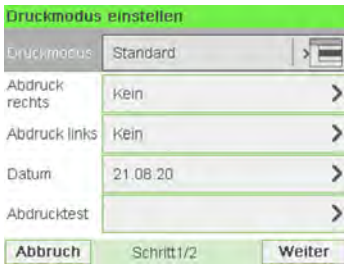 Druckmodus einstellen
Druckmodus Standard
Abdruck rechts Kein
Abdruck links Kein
Datum 21.08.20
Abdrucktest
Abbruch Schritt1/2 Weiter